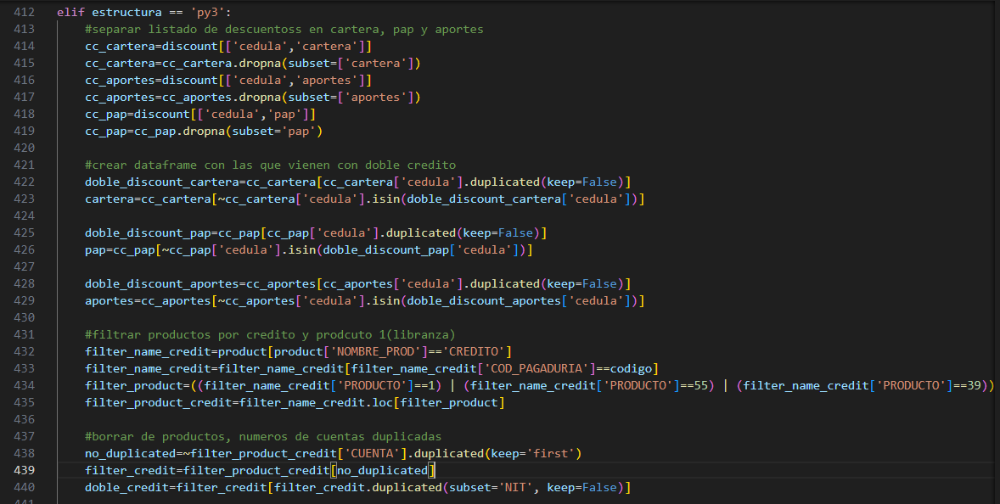 412 elif estructura == 'py3':
413 #separar listado de descuentoss en cartera, pap y aportes
414 cc_cartera=discount[['cedula','cartera']]
415 cc_cartera=cc_cartera.dropna(subset=['cartera'])
416 cc_aportes=discount[['cedula','aportes']]
417 cc_aportes=cc_aportes.dropna(subset=['aportes'])
418 cc_pap=discount[['cedula','pap']]
419 cc_pap=cc_pap.dropna(subset='pap')
420
421 #crear dataframe con las que vienen con doble credito
422 doble_discount_cartera=cc_cartera[cc_cartera['cedula'].duplicated(keep=False)]
423 cartera=cc_cartera[~cc_cartera['cedula'].isin(doble_discount_cartera['cedula'])]
424
425 doble_discount_pap=cc_pap[cc_pap['cedula'].duplicated(keep=False)]
426 pap=cc_pap[~cc_pap['cedula'].isin(doble_discount_pap['cedula'])]
427
428 doble_discount_aportes=cc_aportes[cc_aportes['cedula'].duplicated(keep=False)]
429 aportes=cc_aportes[~cc_aportes['cedula'].isin(doble_discount_aportes['cedula'])]
430
431 #filtrar productos por credito y prodcuto 1(libranza)
432 filter_name_credit=product[product['NOMBRE_PROD']=='CREDITO']
433 filter_name_credit=filter_name_credit[filter_name_credit['COD_PAGADURIA']==codigo]
434 filter_product=((filter_name_credit['PRODUCTO']==1) | (filter_name_credit['PRODUCTO']==55) | (filter_name_credit['PRODUCTO']==39))
435 filter_product_credit=filter_name_credit.loc[filter_product]
436
437 #borrar de productos, numeros de cuentas duplicadas
438 no_duplicated=~filter_product_credit['CUENTA'].duplicated(keep='first')
439 filter_credit=filter_product_credit[no_duplicated]
440 doble_credit=filter_credit[filter_credit.duplicated(subset='NIT', keep=False)]
441